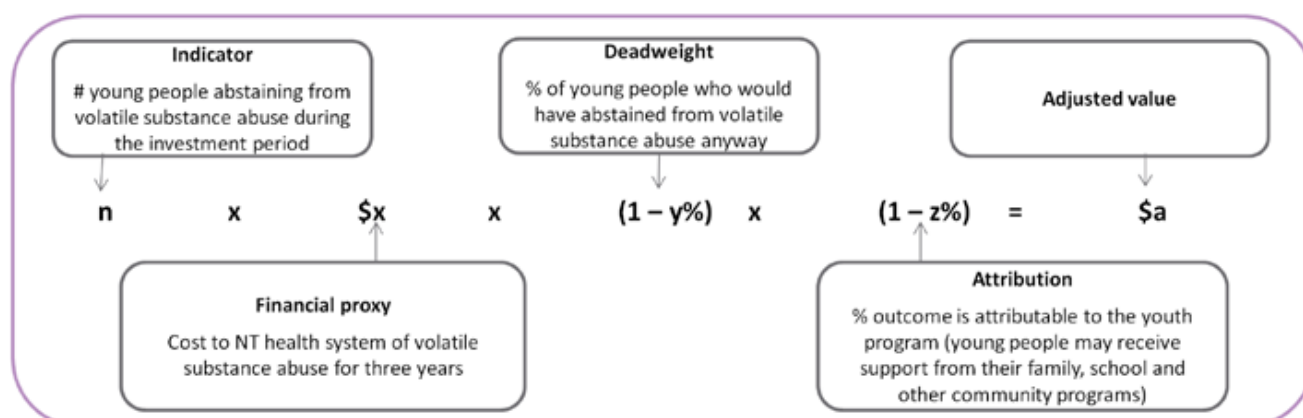 Indicator
# young people abstaining from
volatile substance abuse during
the investment period
Deadweight
% of young people who would
have abstained from volatile
substance abuse anyway
Adjusted value
n x $x x (1 – y%) x (1 – z%) = $a
Financial proxy
Cost to NT health system of volatile
substance abuse for three years
Attribution
% outcome is attributable to the youth
program (young people may receive
support from their family, school and
other community programs)